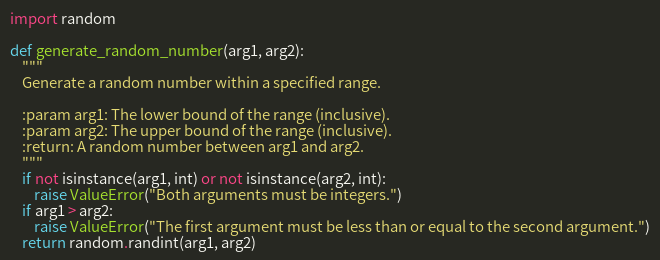 import random

def generate_random_number(arg1, arg2):
    """
    Generate a random number within a specified range.

    :param arg1: The lower bound of the range (inclusive).
    :param arg2: The upper bound of the range (inclusive).
    :return: A random number between arg1 and arg2.
    """
    if not isinstance(arg1, int) or not isinstance(arg2, int):
        raise ValueError("Both arguments must be integers.")
    if arg1 > arg2:
        raise ValueError("The first argument must be less than or equal to the second argument.")
    return random.randint(arg1, arg2)